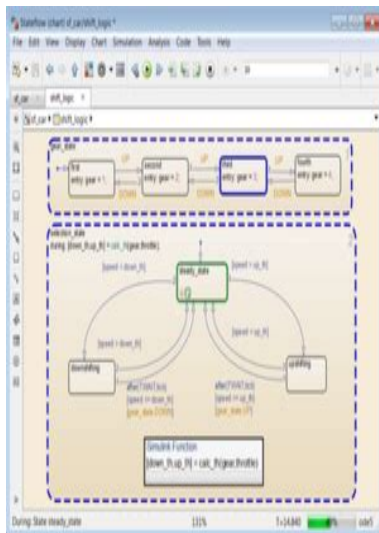 Stateflow (chart) sf_car/shift_logic *
File Edit View Display Chart Simulation Analysis Code Tools Help
sf_car shift_logic
sf_car shift_logic
gear_state
1
first
entry: gear = 1;
UP
DOWN
second
entry: gear = 2;
UP
DOWN
third
entry: gear = 3;
UP
DOWN
fourth
entry: gear = 4;
selection_state
2
during: [down_th,up_th] = calc_th(gear,throttle)
steady_state
[speed < down_th]
[speed > up_th]
[speed > down_th]
[speed < up_th]
downshifting
upshifting
after(TWAIT,tick)
[speed <= down_th]
{gear_state.DOWN}
after(TWAIT,tick)
[speed >= up_th]
{gear_state.UP}
Simulink Function
[down_th,up_th] = calc_th(gear,throttle)
During: State steady_state 131% T=14.840 ode5